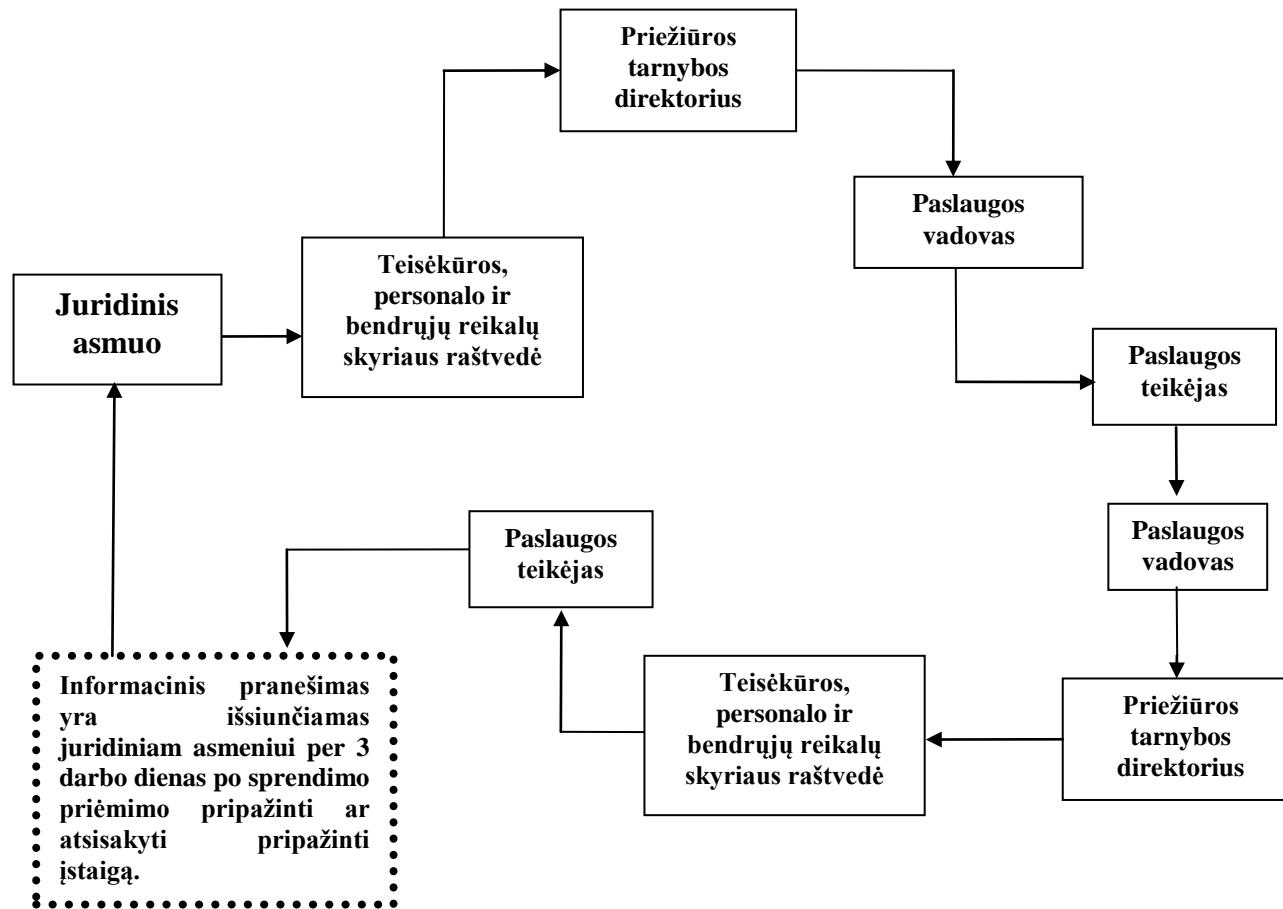 Priežiūros
tarnybos
direktorius
Paslaugos
vadovas
Teisėkūros,
personalo ir
bendrųjų reikalų
skyriaus raštvedė
Juridinis
asmuo
Paslaugos
teikėjas
Paslaugos
vadovas
Paslaugos
teikėjas
Priežiūros
tarnybos
direktorius
Teisėkūros,
personalo ir
bendrųjų reikalų
skyriaus raštvedė
Informacinis pranešimas
yra išsiunčiamas
juridiniam asmeniui per 3
darbo dienas po sprendimo
priėmimo pripažinti ar
atsisakyti pripažinti
įstaigą.